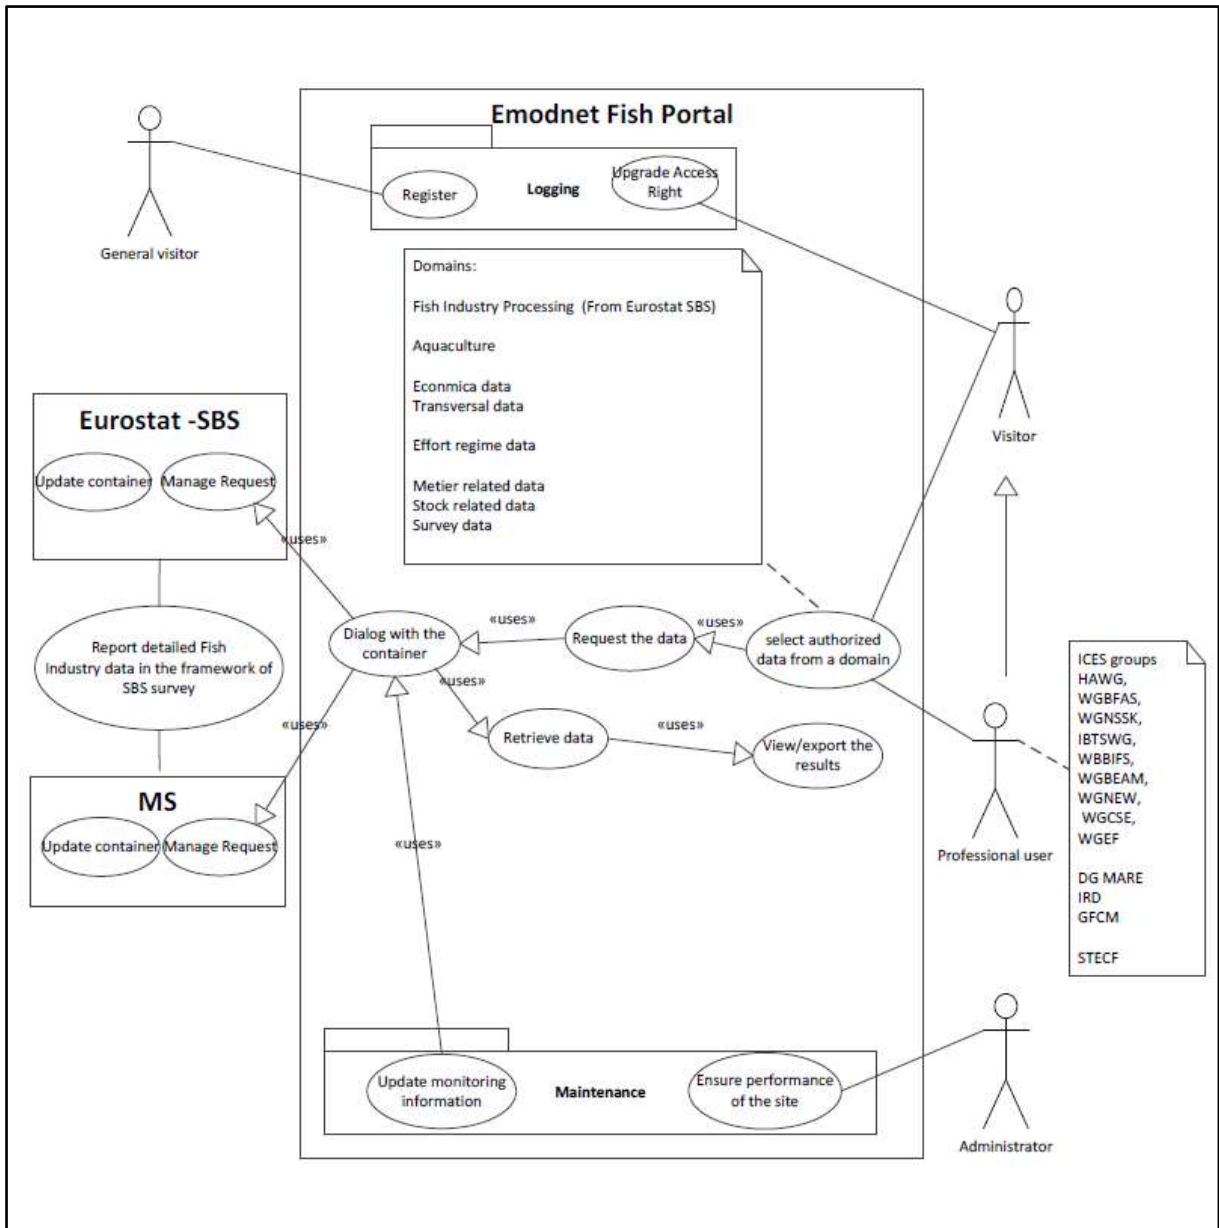 Emodnet Fish Portal
Register
Logging
Upgrade Access
Right
General visitor
Domains:
Fish Industry Processing (From Eurostat SBS)
Aquaculture
Econmica data
Transversal data
Effort regime data
Metier related data
Stock related data
Survey data
Visitor
Eurostat -SBS
Update container
Manage Request
«uses»
Report detailed Fish
Industry data in the framework of
SBS survey
Dialog with the
container
«uses»
Request the data
«uses»
select authorized
data from a domain
«uses»
«uses»
Retrieve data
«uses»
View/export the
results
MS
Update container
Manage Request
«uses»
Professional user
ICES groups
HAWG,
WGBFAS,
WGNSSK,
IBTSWG,
WBBIFS,
WGBEAM,
WGNEW,
WGCSE,
WGEF
DG MARE
IRD
GFCM
STECF
Update monitoring
information
Maintenance
Ensure performance
of the site
Administrator